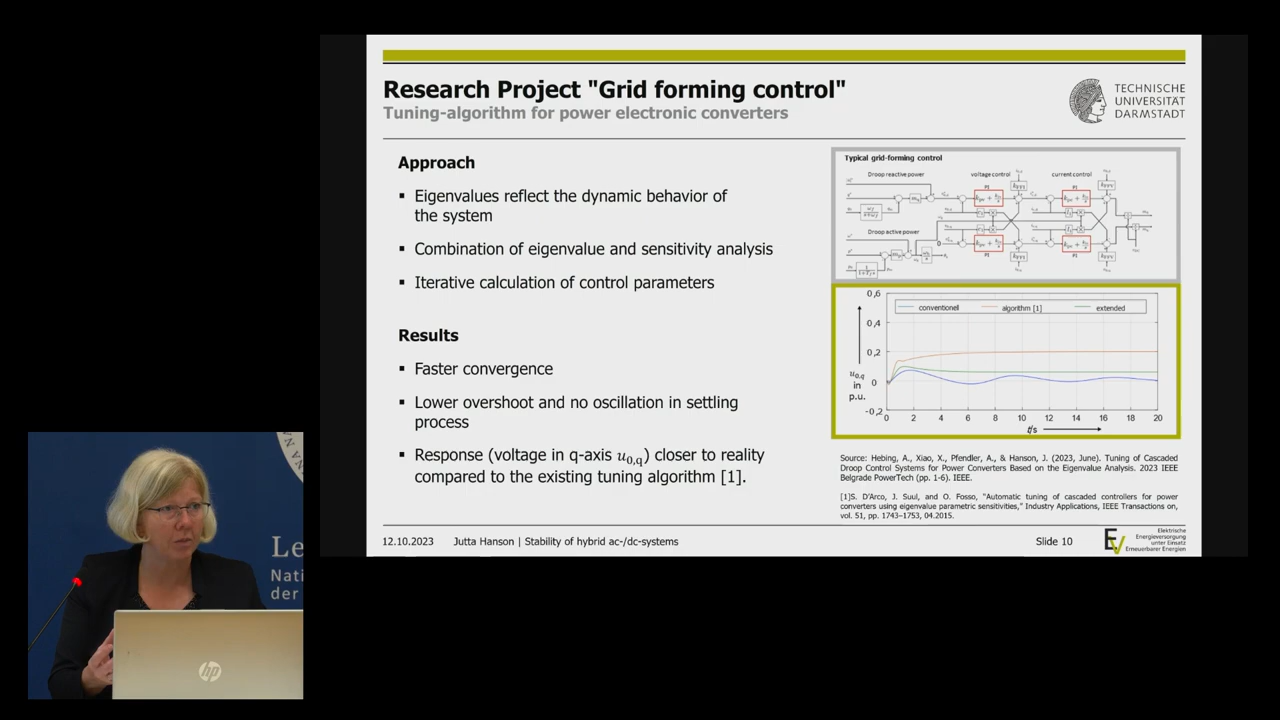 Research Project "Grid forming control"
Tuning-algorithm for power electronic converters
TECHNISCHE
UNIVERSITÄT
DARMSTADT
Approach
▪ Eigenvalues reflect the dynamic behavior of
the system
▪ Combination of eigenvalue and sensitivity analysis
▪ Iterative calculation of control parameters
Results
▪ Faster convergence
▪ Lower overshoot and no oscillation in settling
process
▪ Response (voltage in q-axis u0,q) closer to reality
compared to the existing tuning algorithm [1].
Typical grid-forming control
Droop reactive power
voltage control
current control
PI
PI
Droop active power
PI
PI
0,6
conventionell
algorithm [1]
extended
0,4
0,2
0
-0,2
u0,q
in
p.u.
0 2 4 6 8 10 12 14 16 18 20
t/s
Source: Hebing, A., Xiao, X., Pfendler, A., & Hanson, J. (2023, June). Tuning of Cascaded
Droop Control Systems for Power Converters Based on the Eigenvalue Analysis. 2023 IEEE
Belgrade PowerTech (pp. 1-6). IEEE.
[1]S. D'Arco, J. Suul, and O. Fosso, "Automatic tuning of cascaded controllers for power
converters using eigenvalue parametric sensitivities," Industry Applications, IEEE Transactions on,
vol. 51, pp. 1743–1753, 04.2015.
12.10.2023 Jutta Hanson | Stability of hybrid ac-/dc-systems
Slide 10
Elektrische
Energieversorgung
unter Einsatz
Erneuerbarer Energien
Le
Nati
der
hp